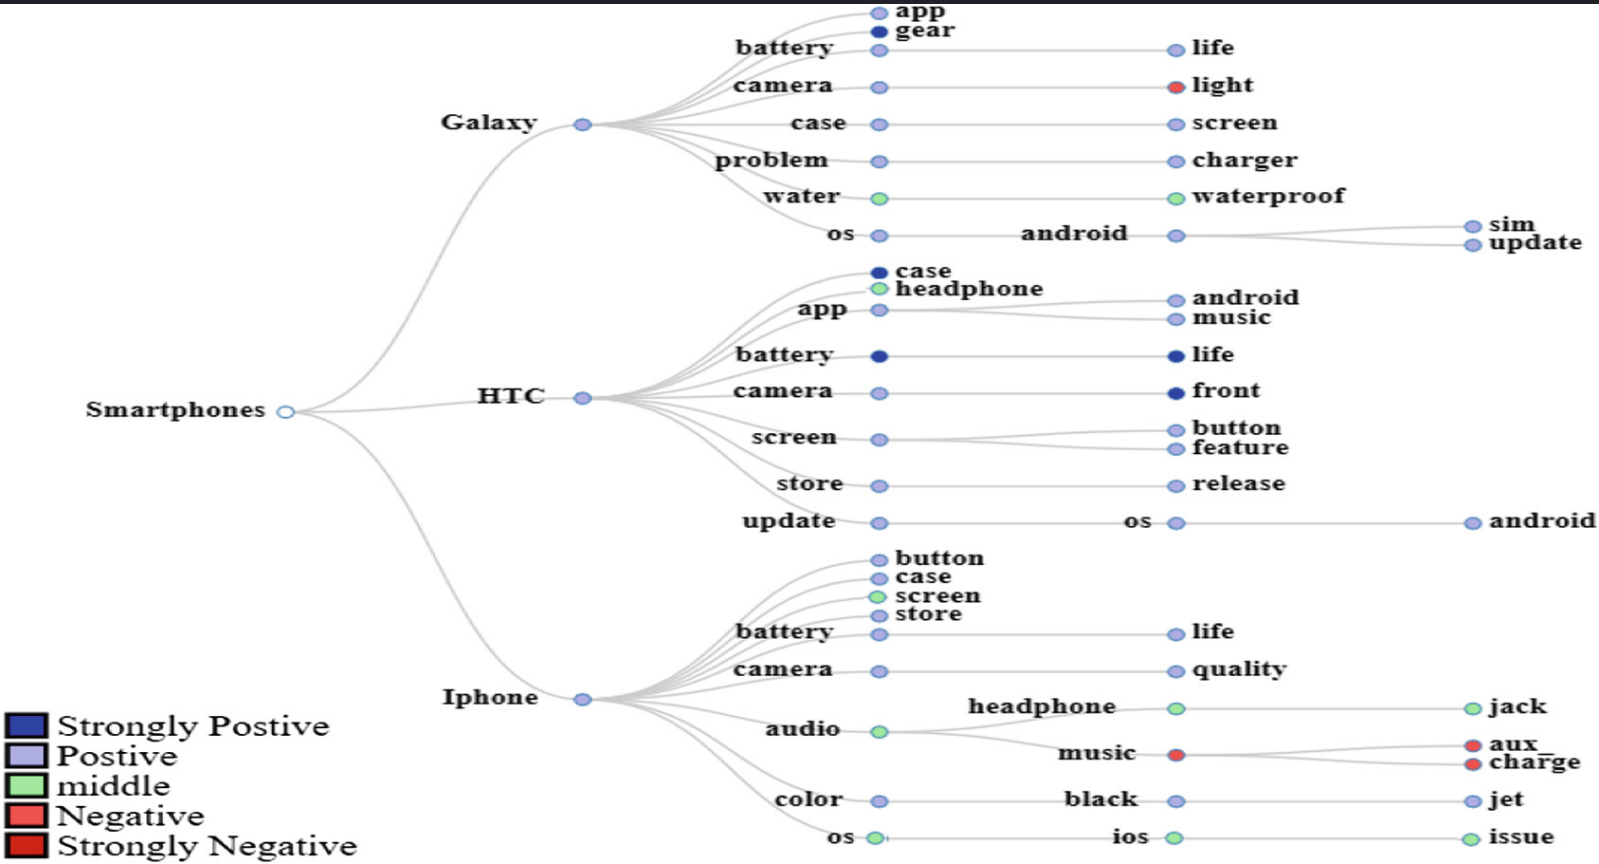 app
gear
battery life
camera light
Galaxy case screen
problem charger
water waterproof
os android sim
update
case
headphone
app android
music
battery life
camera front
HTC
Smartphones
screen button
feature
store release
update os android
button
case
screen
store
battery life
camera quality
Iphone
headphone jack
audio
music aux_
charge
color black jet
os ios issue
Strongly Postive
Postive
middle
Negative
Strongly Negative